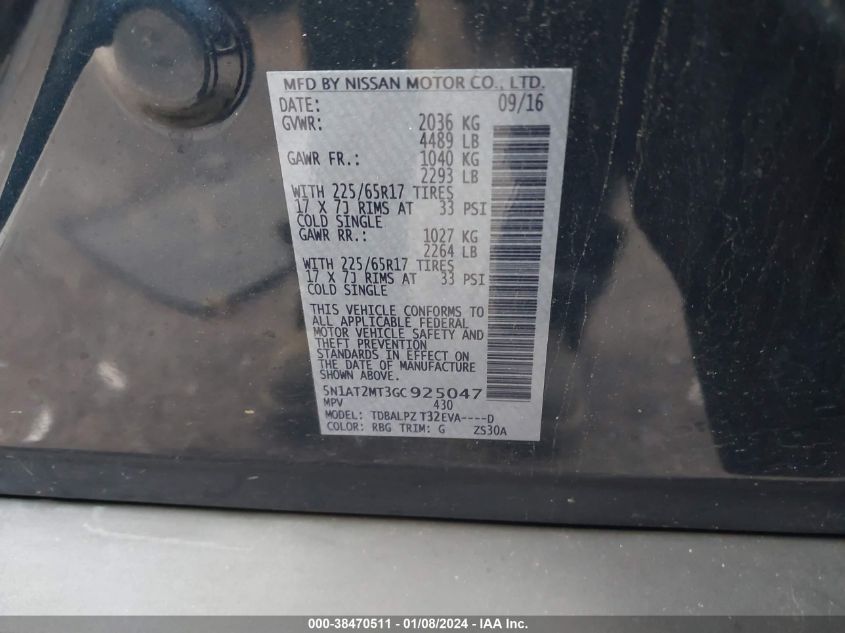 MFD BY NISSAN MOTOR CO., LTD.
DATE: 09/16
GVWR: 2036 KG
4489 LB
GAWR FR.: 1040 KG
2293 LB
WITH 225/65R17 TIRES
17 X 7J RIMS AT 33 PSI
COLD SINGLE
GAWR RR.: 1027 KG
2264 LB
WITH 225/65R17 TIRES
17 X 7J RIMS AT 33 PSI
COLD SINGLE
THIS VEHICLE CONFORMS TO
ALL APPLICABLE FEDERAL
MOTOR VEHICLE SAFETY AND
THEFT PREVENTION
STANDARDS IN EFFECT ON
THE DATE OF MANUFACTURE
SHOWN ABOVE.
5N1AT2MT3GC925047
MPV 430
MODEL: TDBALPZ T32EVA----D
COLOR: RBG TRIM: G ZS30A
000-38470511 - 01/08/2024 - IAA Inc.